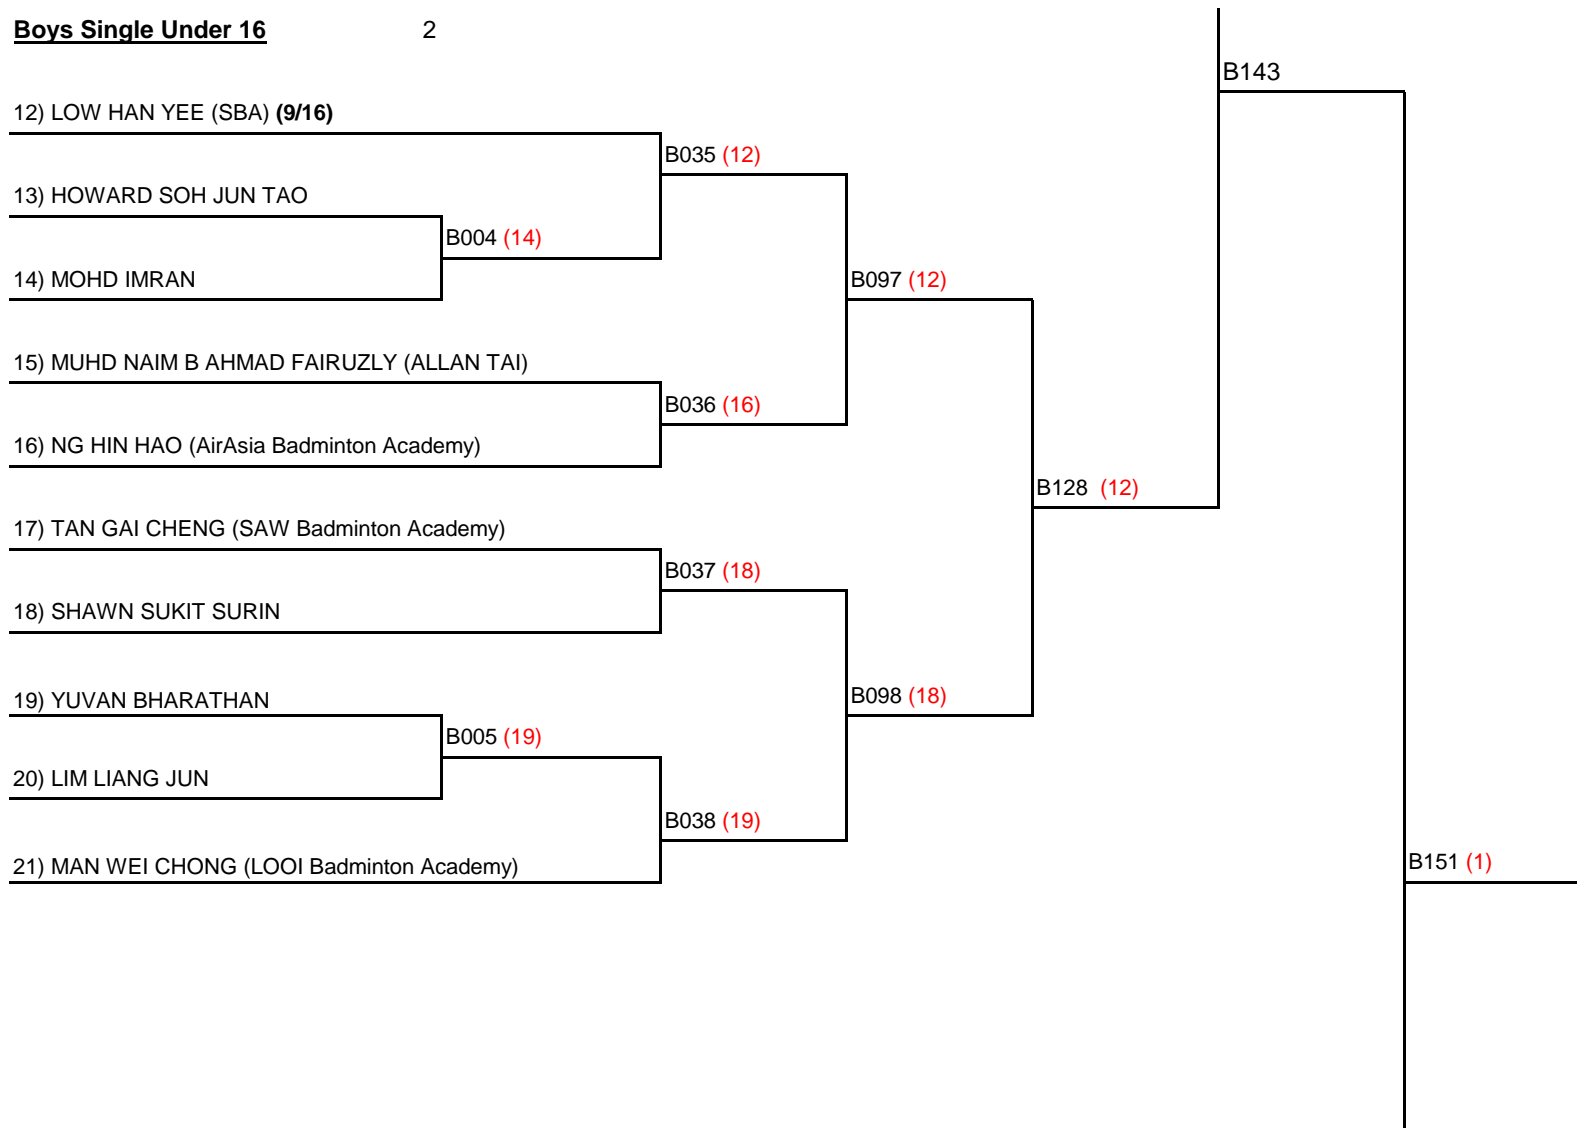 Boys Single Under 16 2
B143
12) LOW HAN YEE (SBA) (9/16)
B035 (12)
13) HOWARD SOH JUN TAO
B004 (14)
14) MOHD IMRAN
B097 (12)
15) MUHD NAIM B AHMAD FAIRUZLY (ALLAN TAI)
B036 (16)
16) NG HIN HAO (AirAsia Badminton Academy)
B128 (12)
17) TAN GAI CHENG (SAW Badminton Academy)
B037 (18)
18) SHAWN SUKIT SURIN
19) YUVAN BHARATHAN
B098 (18)
B005 (19)
20) LIM LIANG JUN
B038 (19)
21) MAN WEI CHONG (LOOI Badminton Academy)
B151 (1)